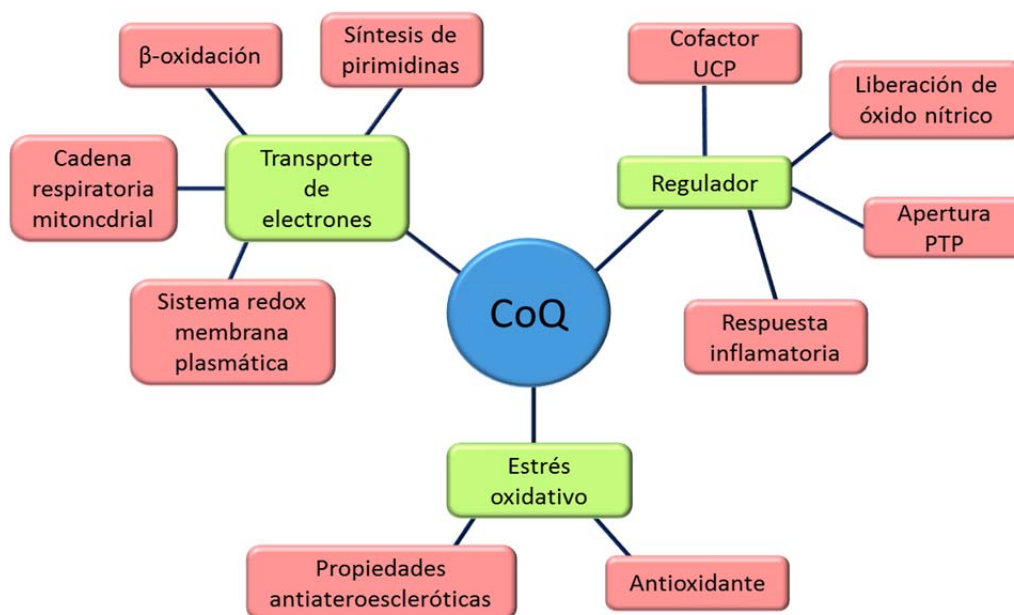 β-oxidación
Síntesis de
pirimidinas
Cadena
respiratoria
mitoncdrial
Transporte
de
electrones
Sistema redox
membrana
plasmática
Cofactor
UCP
Liberación de
óxido nítrico
Regulador
Apertura
PTP
Respuesta
inflamatoria
CoQ
Estrés
oxidativo
Propiedades
antiateroescleróticas
Antioxidante